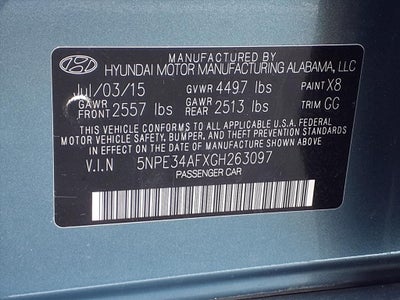 MANUFACTURED BY
HYUNDAI MOTOR MANUFACTURING ALABAMA, LLC
Jul/03/15 GVWR 4497 lbs PAINT X8
GAWR FRONT 2557 lbs GAWR REAR 2513 lbs TRIM GG
THIS VEHICLE CONFORMS TO ALL APPLICABLE U.S.A FEDERAL
MOTOR VEHICLE SAFETY, BUMPER, AND THEFT PREVENTION STANDARDS
IN EFFECT ON THE DATE OF MANUFACTURE SHOWN ABOVE.
V.I.N 5NPE34AFXGH263097
PASSENGER CAR